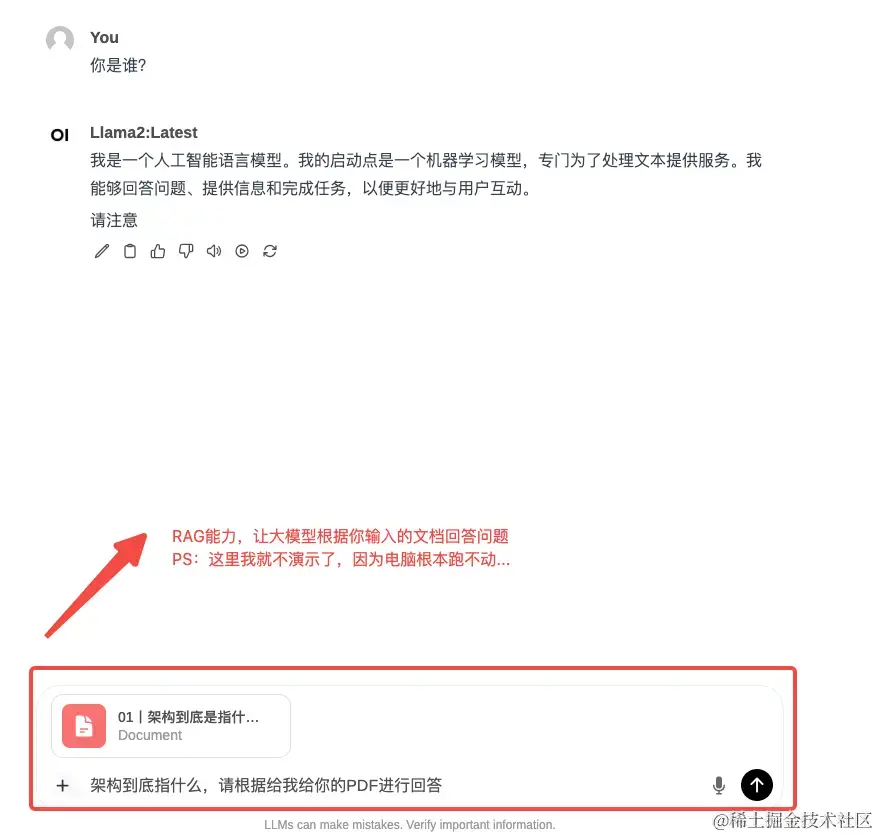 You
你是谁?
OI
Llama2:Latest
我是一个人工智能语言模型。我的启动点是一个机器学习模型，专门为了处理文本提供服务。我
能够回答问题、提供信息和完成任务，以便更好地与用户互动。
请注意
RAG能力，让大模型根据你输入的文档回答问题
PS：这里我就不演示了，因为电脑根本跑不动...
01丨架构到底是指什...
Document
架构到底指什么，请根据给我给你的PDF进行回答
LLMs can make mistakes. Verify important information.
@稀土掘金技术社区